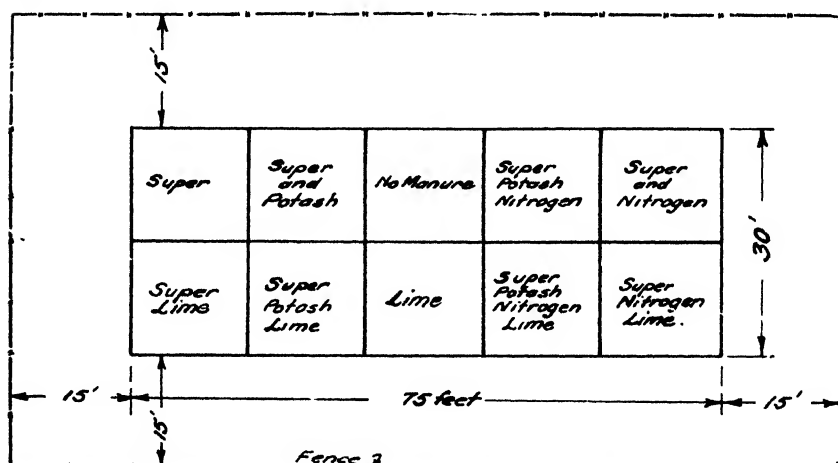 15'
Super
Super
and
Potash
No Manure
Super
Potash
Nitrogen
Super
and
Nitrogen
30'
Super
Lime
Super
Potash
Lime
Lime
Super
Potash
Nitrogen
Lime
Super
Nitrogen
Lime.
15'
75 feet
15'
15'
Fence